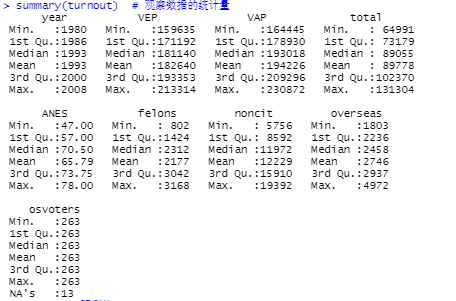 > summary(turnout)  # 观察数据的统计量
year VEP VAP total
Min. :1980 Min. :159635 Min. :164445 Min. : 64991
1st Qu.:1986 1st Qu.:171192 1st Qu.:178930 1st Qu.: 73179
Median :1993 Median :181140 Median :193018 Median : 89055
Mean :1993 Mean :182640 Mean :194226 Mean : 89778
3rd Qu.:2000 3rd Qu.:193353 3rd Qu.:209296 3rd Qu.:102370
Max. :2008 Max. :213314 Max. :230872 Max. :131304
ANES felons noncit overseas
Min. :47.00 Min. : 802 Min. : 5756 Min. :1803
1st Qu.:57.00 1st Qu.:1424 1st Qu.: 8592 1st Qu.:2236
Median :70.50 Median :2312 Median :11972 Median :2458
Mean :65.79 Mean :2177 Mean :12229 Mean :2746
3rd Qu.:73.75 3rd Qu.:3042 3rd Qu.:15910 3rd Qu.:2937
Max. :78.00 Max. :3168 Max. :19392 Max. :4972
osvoters
Min. :263
1st Qu.:263
Median :263
Mean :263
3rd Qu.:263
Max. :263
NA's :13